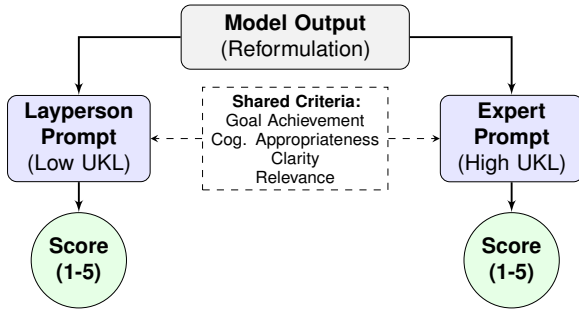 Model Output
(Reformulation)
Layperson
Prompt
(Low UKL)
Shared Criteria:
Goal Achievement
Cog. Appropriateness
Clarity
Relevance
Expert
Prompt
(High UKL)
Score
(1-5)
Score
(1-5)